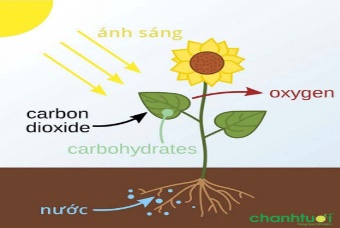 ánh sáng
oxygen
carbon
dioxide
carbohydrates
nước
chanhtuoi